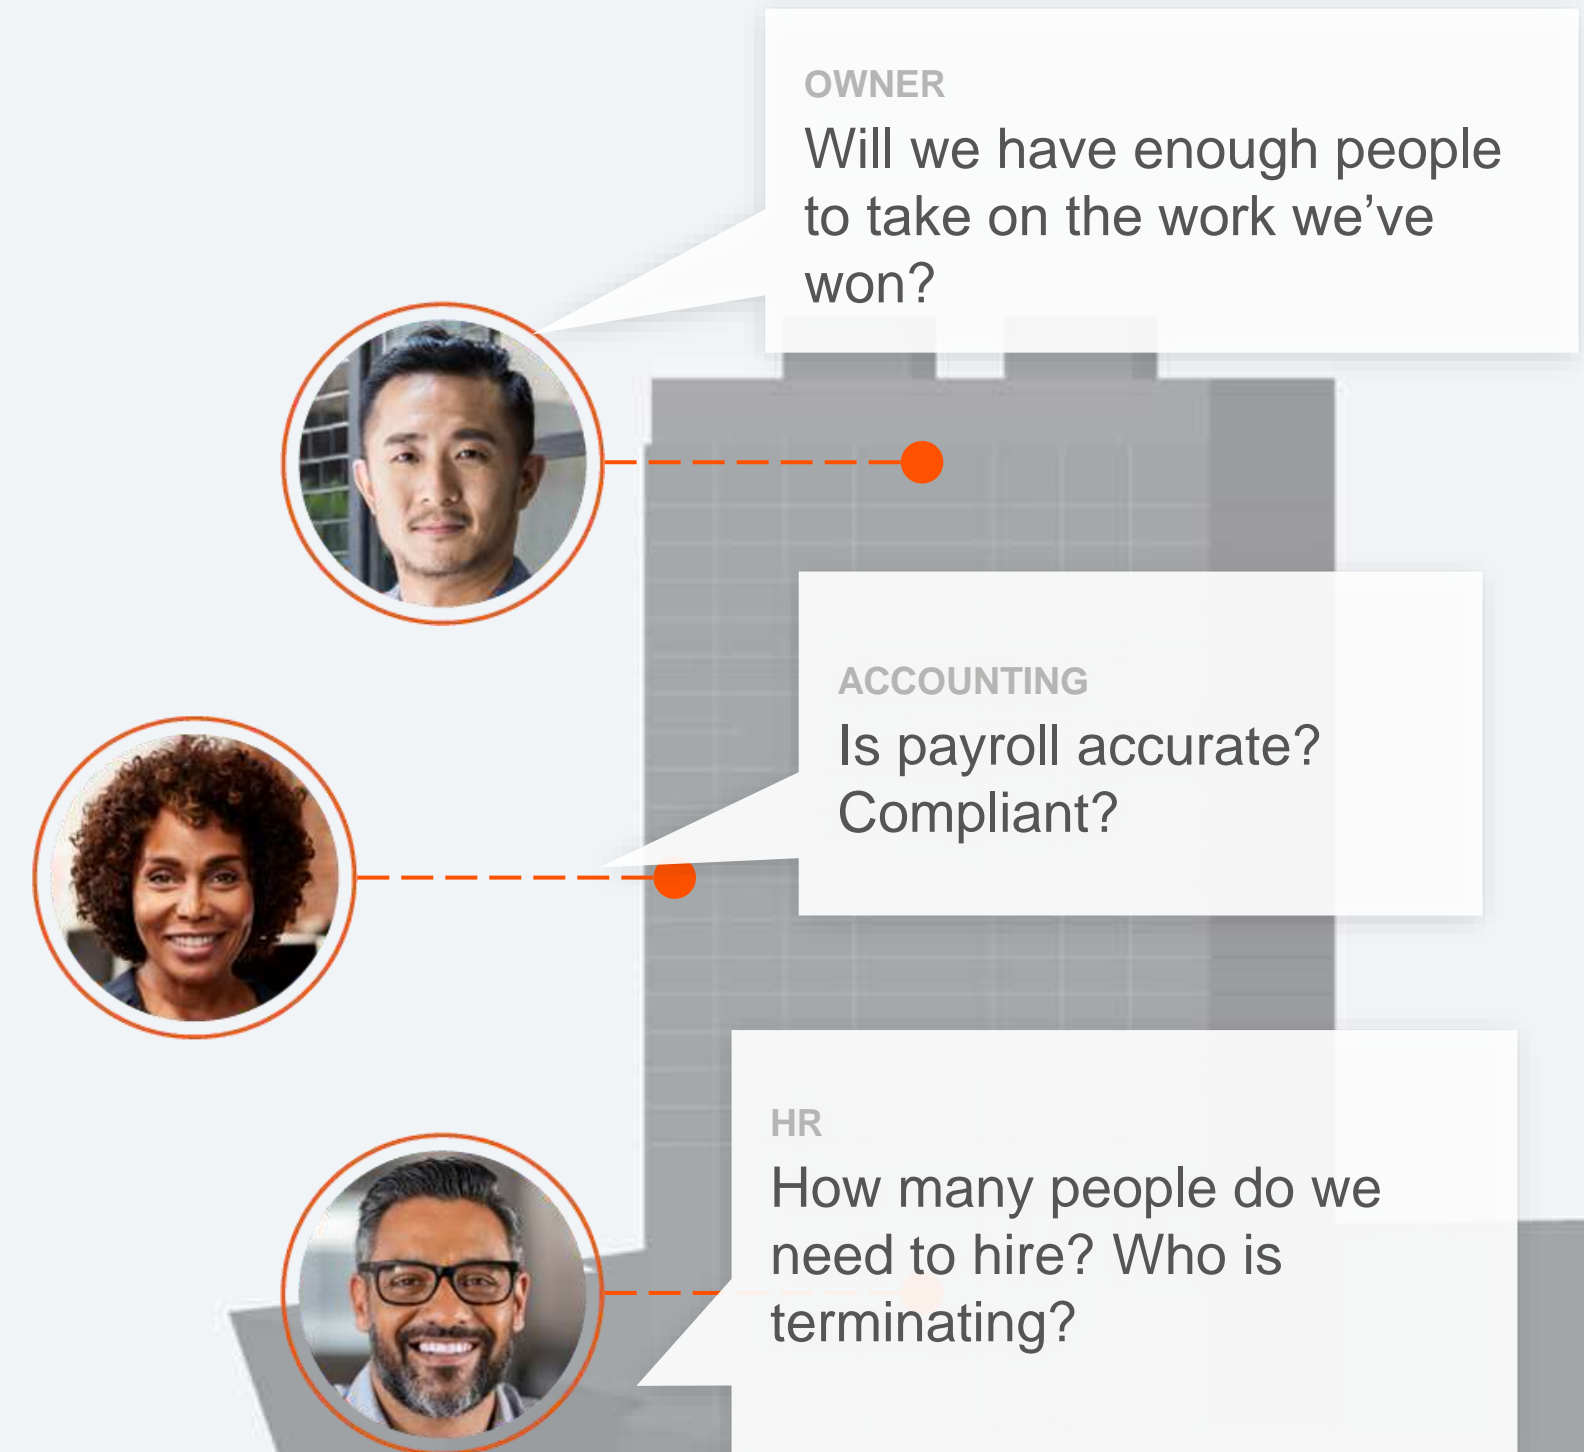 OWNER
Will we have enough people
to take on the work we’ve
won?
ACCOUNTING
Is payroll accurate?
Compliant?
HR
How many people do we
need to hire? Who is
terminating?